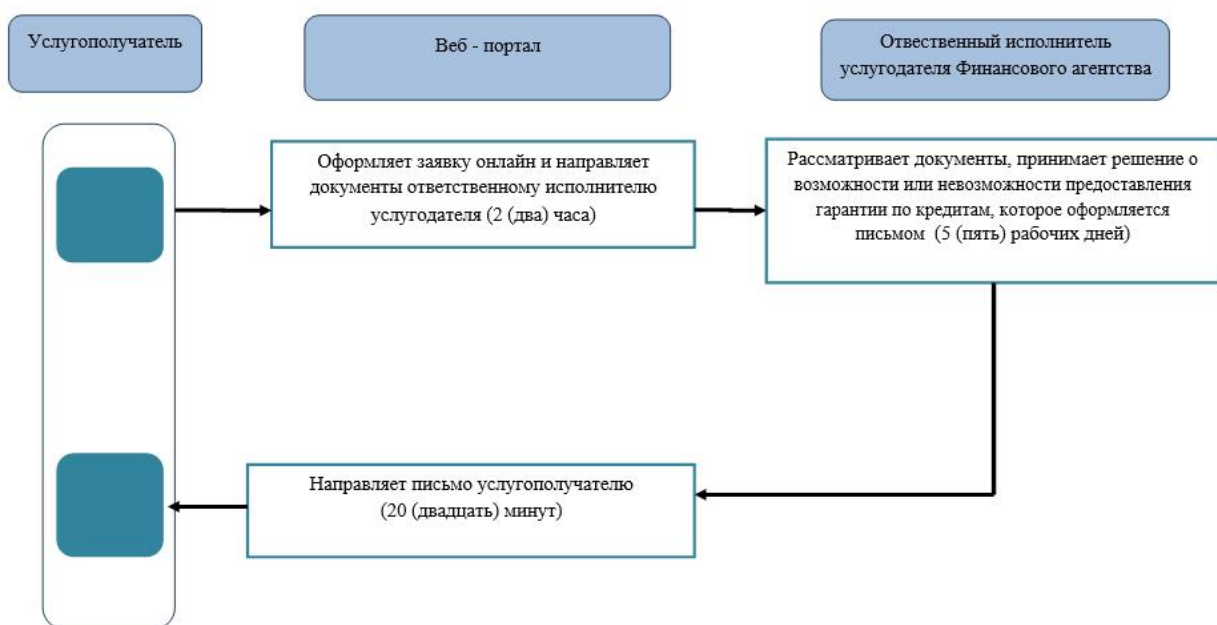 Услугополучатель
Веб - портал
Отвественный исполнитель
услугодателя Финансового агентства
Оформляет заявку онлайн и направляет
документы ответственному исполнителю
услугодателя (2 (два) часа)
Рассматривает документы, принимает решение о
возможности или невозможности предоставления
гарантии по кредитам, которое оформляется
письмом (5 (пять) рабочих дней)
Направляет письмо услугополучателю
(20 (двадцать) минут)